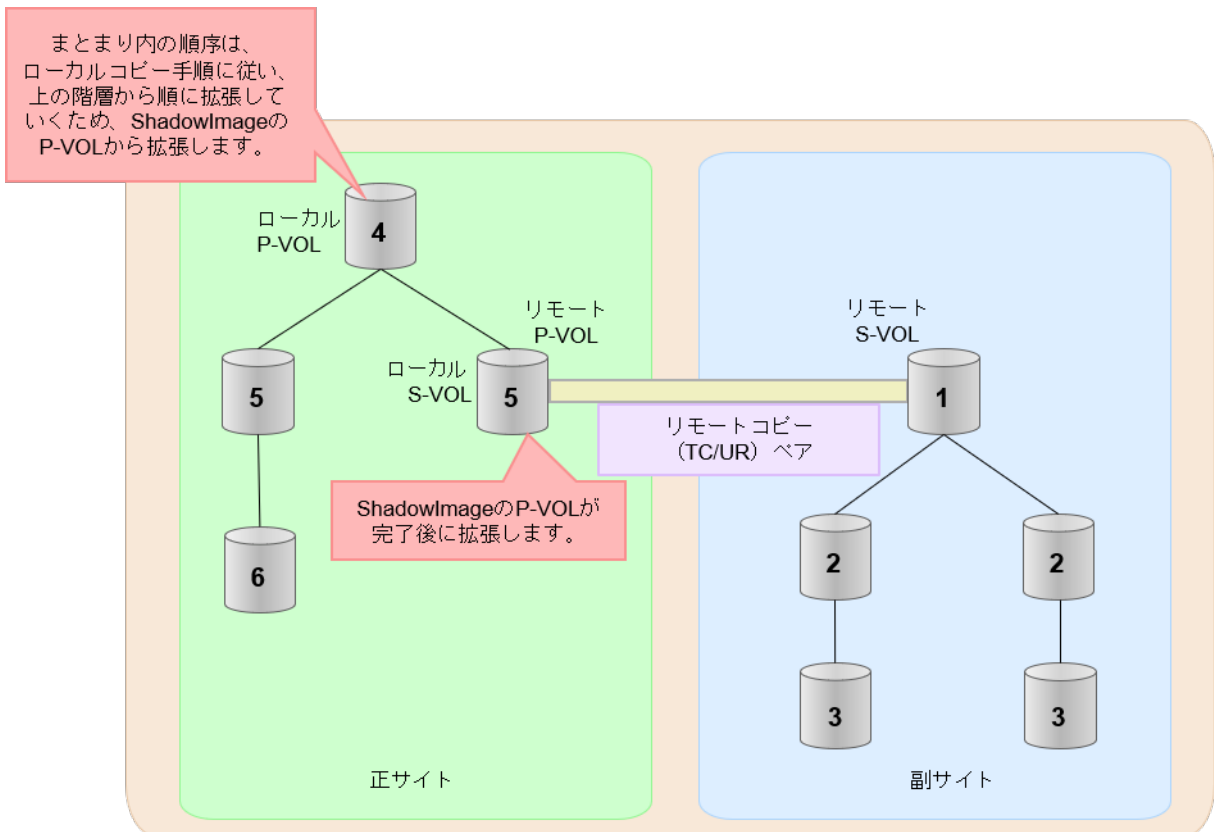 まとまり内の順序は、
ローカルコピー手順に従い、
上の階層から順に拡張して
いくため、ShadowImageの
P-VOLから拡張します。
ローカル
P-VOL
4
リモート
P-VOL
リモート
S-VOL
5
ローカル
S-VOL
5
1
リモートコピー
（TC/UR）ペア
ShadowImageのP-VOLが
完了後に拡張します。
6
2
2
3
3
正サイト
副サイト